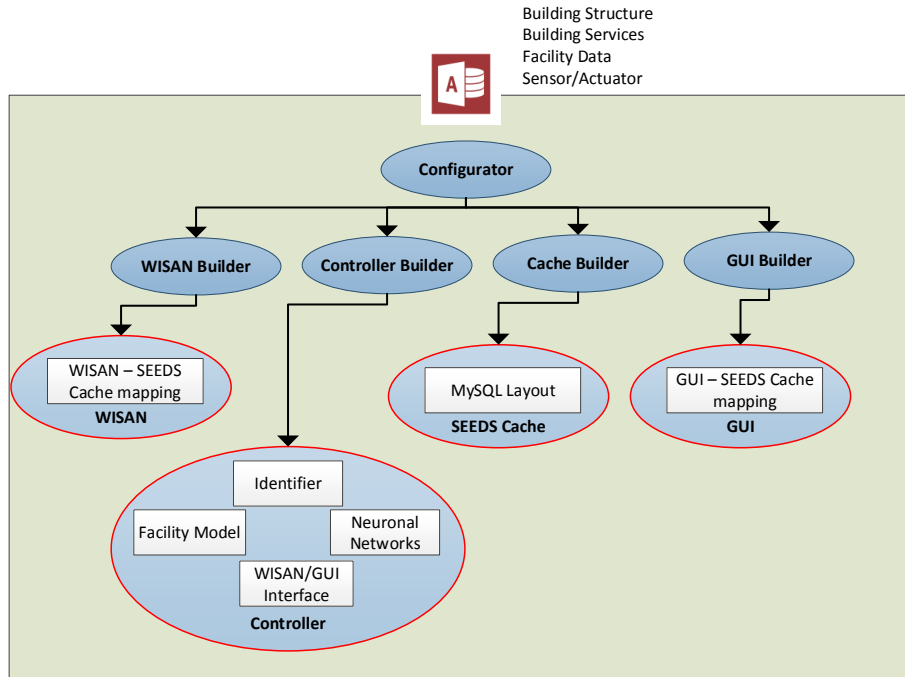 Building Structure
Building Services
Facility Data
Sensor/Actuator
A
Configurator
WISAN Builder
Controller Builder
Cache Builder
GUI Builder
WISAN – SEEDS
Cache mapping
WISAN
MySQL Layout
SEEDS Cache
GUI – SEEDS Cache
mapping
GUI
Identifier
Facility Model
Neuronal
Networks
WISAN/GUI
Interface
Controller